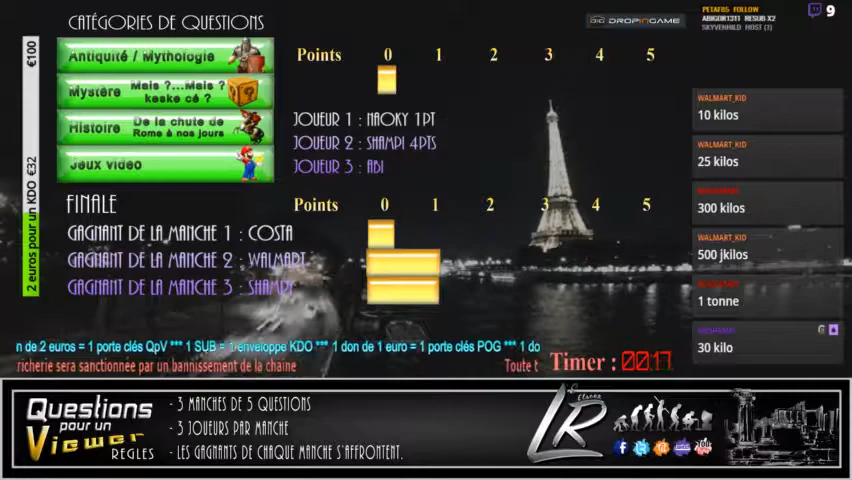 CATÉGORIES DE QUESTIONS
Antiquité / Mythologie
Mystère Mais ?...Mais ?
keske cé ?
Histoire De la chute de
Rome à nos jours
Jeux vidéo
€100
2 euros pour un KDO €32
Points 0 1 2 3 4 5
JOUEUR 1 : NAOKY 1PT
JOUEUR 2 : SHAMPI 4PTS
JOUEUR 3 : ABI
FINALE
Points 0 1 2 3 4 5
GAGNANT DE LA MANCHE 1 : COSTA
GAGNANT DE LA MANCHE 2 : WALMART
GAGNANT DE LA MANCHE 3 : SHAMPI
DROPINGAME
PETAF85 FOLLOW
ABIGOR1311 RESUB X2
SKYVENHILD HOST (1)
9
WALMART_KID
10 kilos
WALMART_KID
25 kilos
300 kilos
WALMART_KID
500 jkilos
1 tonne
30 kilo
n de 2 euros = 1 porte clés QpV *** 1 SUB = 1 enveloppe KDO *** 1 don de 1 euro = 1 porte clés POG *** 1 do
richerie sera sanctionnée par un bannissement de la chaine
Toute t
Timer : 00:17
Questions
pour un
Viewer
REGLES
- 3 MANCHES DE 5 QUESTIONS
- 3 JOUEURS PAR MANCHE
- LES GAGNANTS DE CHAQUE MANCHE S'AFFRONTENT.
LR
You